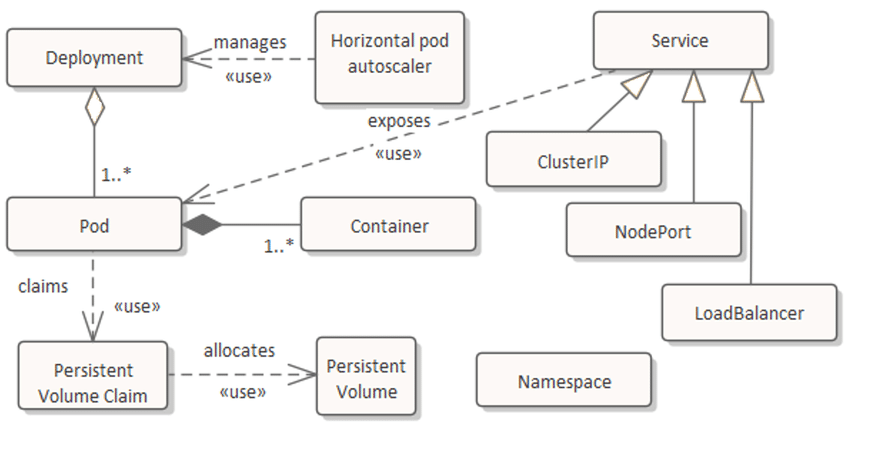 Deployment
manages
«use»
Horizontal pod
autoscaler
Service
exposes
«use»
ClusterIP
1..*
Pod
1..*
Container
NodePort
claims
«use»
LoadBalancer
Persistent
Volume Claim
allocates
«use»
Persistent
Volume
Namespace